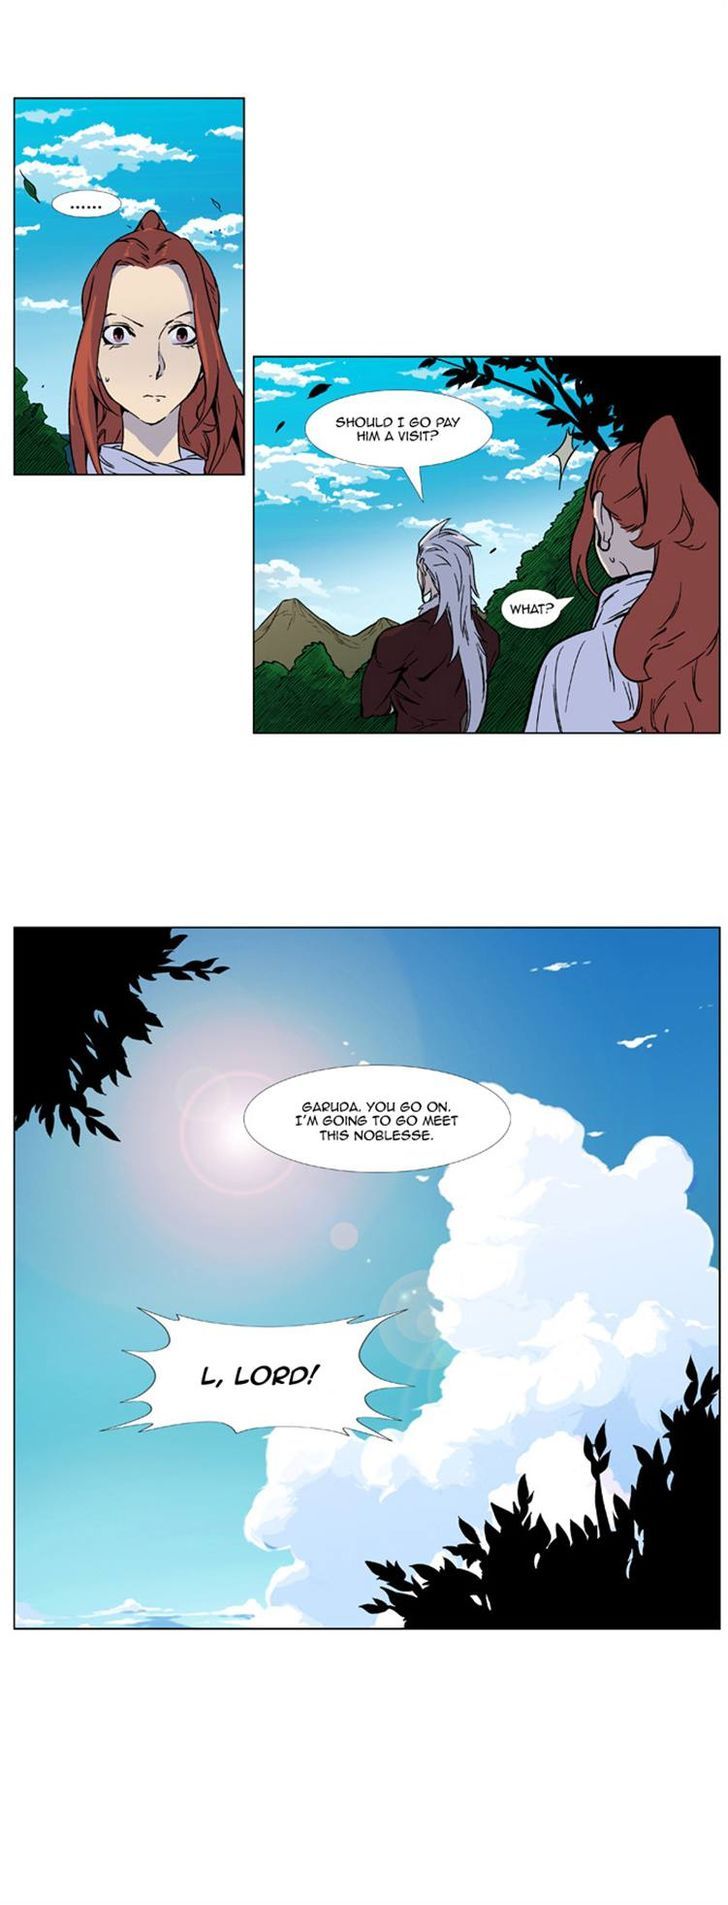 ......
SHOULD I GO PAY
HIM A VISIT?
WHAT?
GARUDA. YOU GO ON.
I'M GOING TO GO MEET
THIS NOBLESSE.
L, LORD!